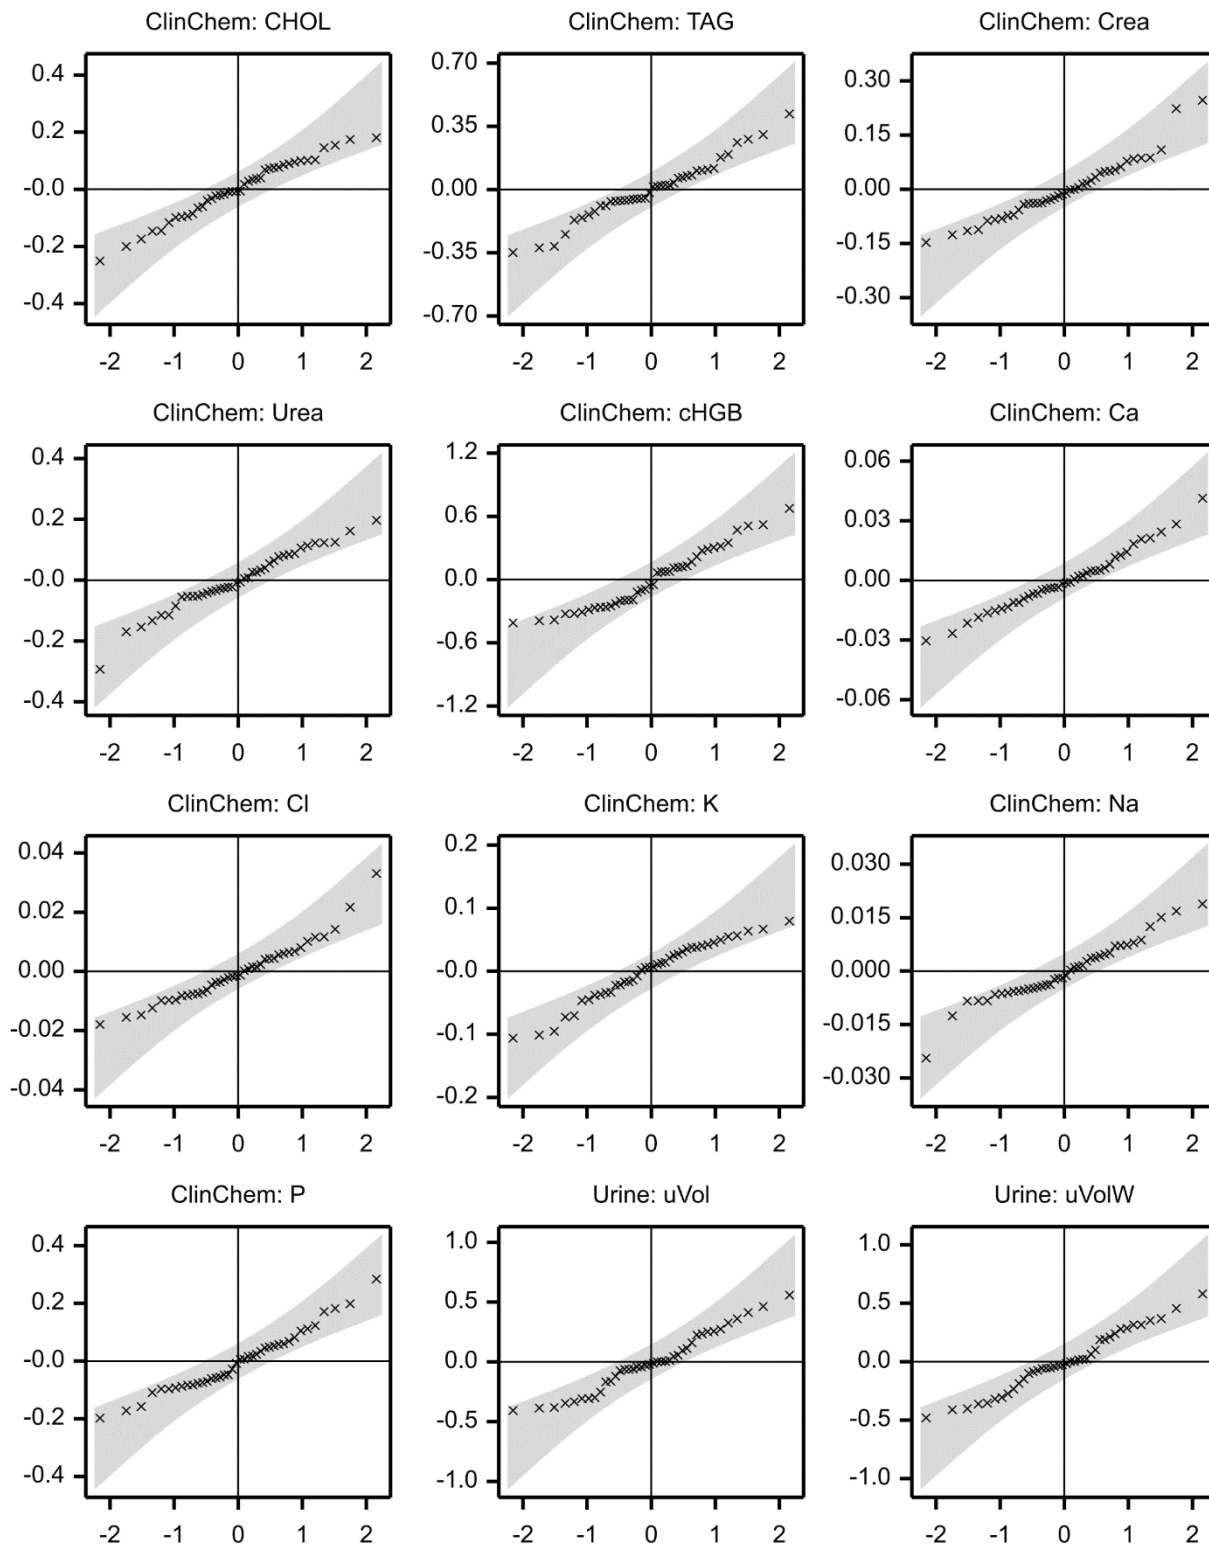 ClinChem: CHOL
0.4
0.2
-0.0
-0.2
-0.4
-2 -1 0 1 2
ClinChem: TAG
0.70
0.35
0.00
-0.35
-0.70
-2 -1 0 1 2
ClinChem: Crea
0.30
0.15
0.00
-0.15
-0.30
-2 -1 0 1 2
ClinChem: Urea
0.4
0.2
-0.0
-0.2
-0.4
-2 -1 0 1 2
ClinChem: cHGB
1.2
0.6
0.0
-0.6
-1.2
-2 -1 0 1 2
ClinChem: Ca
0.06
0.03
0.00
-0.03
-0.06
-2 -1 0 1 2
ClinChem: Cl
0.04
0.02
0.00
-0.02
-0.04
-2 -1 0 1 2
ClinChem: K
0.2
0.1
-0.0
-0.1
-0.2
-2 -1 0 1 2
ClinChem: Na
0.030
0.015
0.000
-0.015
-0.030
-2 -1 0 1 2
ClinChem: P
0.4
0.2
-0.0
-0.2
-0.4
-2 -1 0 1 2
Urine: uVol
1.0
0.5
0.0
-0.5
-1.0
-2 -1 0 1 2
Urine: uVolW
1.0
0.5
0.0
-0.5
-1.0
-2 -1 0 1 2